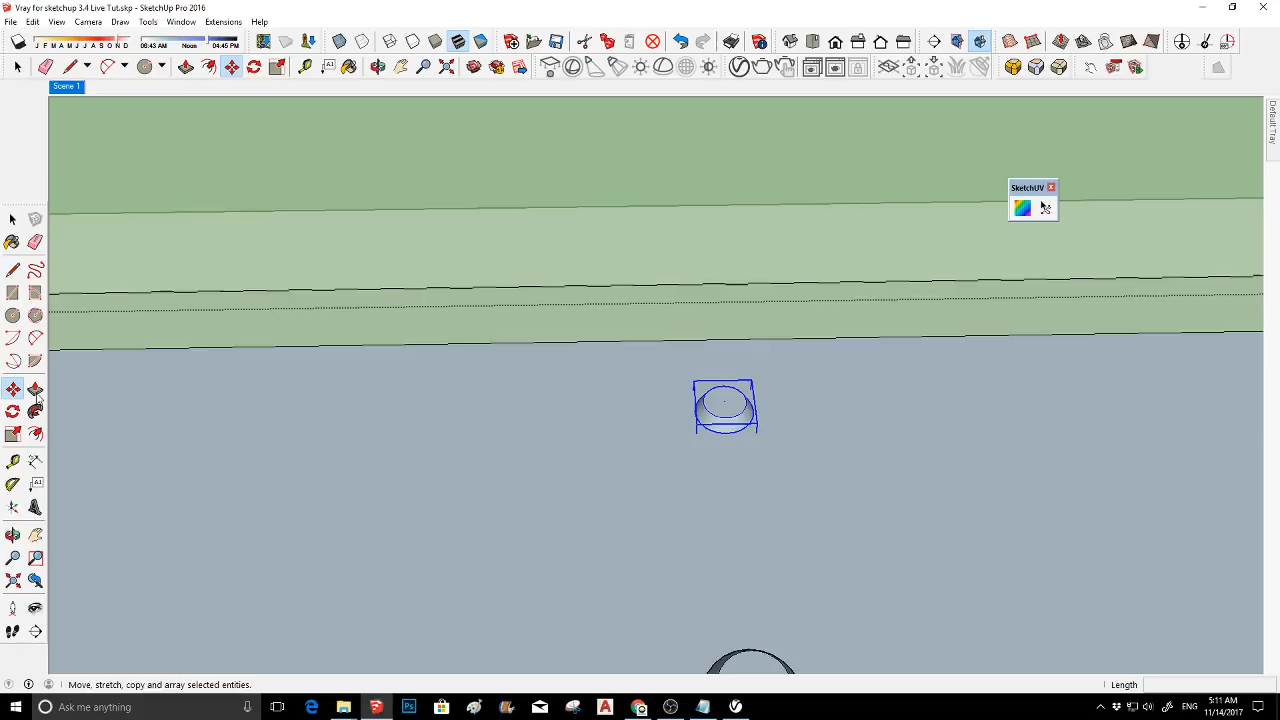 Vray for sketchup 3.4 Live Tut.skp - SketchUp Pro 2016
File Edit View Camera Draw Tools Window Extensions Help
J F M A M J J A S O N D 06:43 AM Noon 04:45 PM
Scene 1
Default Tray
SketchUV
Move, stretch, copy and array selected entities.
Length
Ask me anything
ENG
5:11 AM
11/14/2017